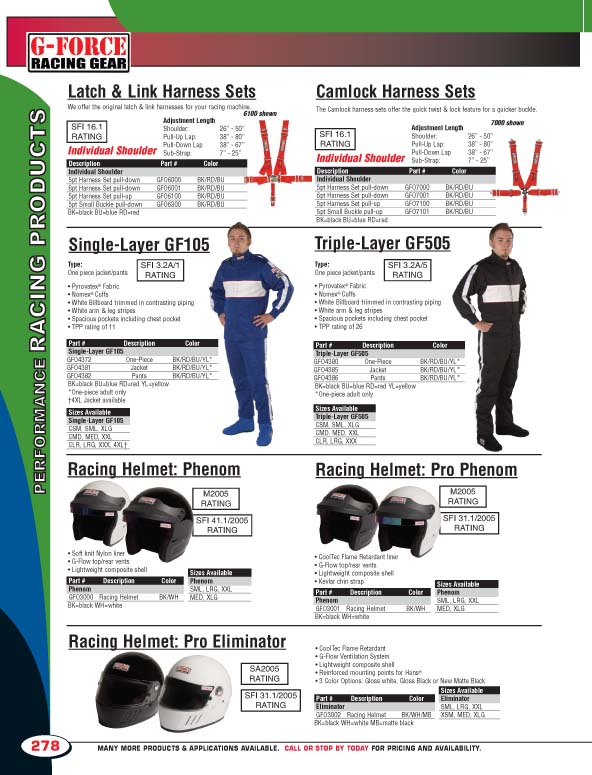 G-FORCE
RACING GEAR
PERFORMANCE RACING PRODUCTS
Latch & Link Harness Sets
We offer the original latch & link harnesses for your racing machine.
6100 shown
SFI 16.1
RATING
Adjustment Length
Shoulder: 26" - 50"
Pull-Up Lap: 38" - 80"
Pull-Down Lap 38" - 67"
Sub-Strap: 7" - 25"
Individual Shoulder
Description Part # Color
Individual Shoulder
5pt Harness Set pull-down GF06000 BK/RD/BU
6pt Harness Set pull-down GF06001 BK/RD/BU
5pt Harness Set pull-up GF06100 BK/RD/BU
5pt Small Buckle pull-down GF06300 BK/RD/BU
BK=black BU=blue RD=red
Camlock Harness Sets
The Camlock harness sets offer the quick twist & lock feature for a quicker buckle.
7000 shown
SFI 16.1
RATING
Adjustment Length
Shoulder: 26" - 50"
Pull-Up Lap: 38" - 80"
Pull-Down Lap 38" - 67"
Sub-Strap: 7" - 25"
Individual Shoulder
Description Part # Color
Individual Shoulder
5pt Harness Set pull-down GF07000 BK/RD/BU
6pt Harness Set pull-down GF07001 BK/RD/BU
5pt Harness Set pull-up GF07100 BK/RD/BU
5pt Small Buckle pull-up GF07101 BK/RD/BU
BK=black BU=blue RD=red
Single-Layer GF105
Type:
One piece jacket/pants
SFI 3.2A/1
RATING
• Pyrovatex® Fabric
• Nomex® Cuffs
• White Billboard trimmed in contrasting piping
• White arm & leg stripes
• Spacious pockets including chest pocket
• TPP rating of 11
Part # Description Color
Single-Layer GF105
GF04372 One-Piece BK/RD/BU/YL*
GF04381 Jacket BK/RD/BU/YL*
GF04382 Pants BK/RD/BU/YL*
BK=black BU=blue RD=red YL=yellow
*One-piece adult only
†4XL Jacket available
Sizes Available
Single-Layer GF105
CSM, SML, XLG
CMD, MED, XXL
CLR, LRG, XXX, 4XL†
Triple-Layer GF505
Type:
One piece jacket/pants
SFI 3.2A/5
RATING
• Pyrovatex® Fabric
• Nomex® Cuffs
• White Billboard trimmed in contrasting piping
• White arm & leg stripes
• Spacious pockets including chest pocket
• TPP rating of 26
Part # Description Color
Triple-Layer GF505
GF04380 One-Piece BK/RD/BU/YL*
GF04385 Jacket BK/RD/BU/YL*
GF04386 Pants BK/RD/BU/YL*
BK=black BU=blue RD=red YL=yellow
*One-piece adult only
Sizes Available
Triple-Layer GF505
CSM, SML, XLG
CMD, MED, XXL
CLR, LRG, XXX
Racing Helmet: Phenom
M2005
RATING
SFI 41.1/2005
RATING
• Soft knit Nylon liner
• G-Flow top/rear vents
• Lightweight composite shell
Part # Description Color
Phenom
GF03000 Racing Helmet BK/WH
BK=black WH=white
Sizes Available
Phenom
SML, LRG, XXL
MED, XLG
Racing Helmet: Pro Phenom
M2005
RATING
SFI 31.1/2005
RATING
• CoolTec Flame Retardant liner
• G-Flow top/rear vents
• Lightweight composite shell
• Kevlar chin strap
Part # Description Color
Phenom
GF03001 Racing Helmet BK/WH
BK=black WH=white
Sizes Available
Phenom
SML, LRG, XXL
MED, XLG
Racing Helmet: Pro Eliminator
SA2005
RATING
SFI 31.1/2005
RATING
• CoolTec Flame Retardant
• G-Flow Ventilation System
• Lightweight composite shell
• Reinforced mounting points for Hans®
• 3 Color Options: Gloss white, Gloss Black or New Matte Black
Part # Description Color
Eliminator
GF03002 Racing Helmet BK/WH/MB
BK=black WH=white MB=matte black
Sizes Available
Eliminator
SML, LRG, XXL
XSM, MED, XLG
278
MANY MORE PRODUCTS & APPLICATIONS AVAILABLE. CALL OR STOP BY TODAY FOR PRICING AND AVAILABILITY.